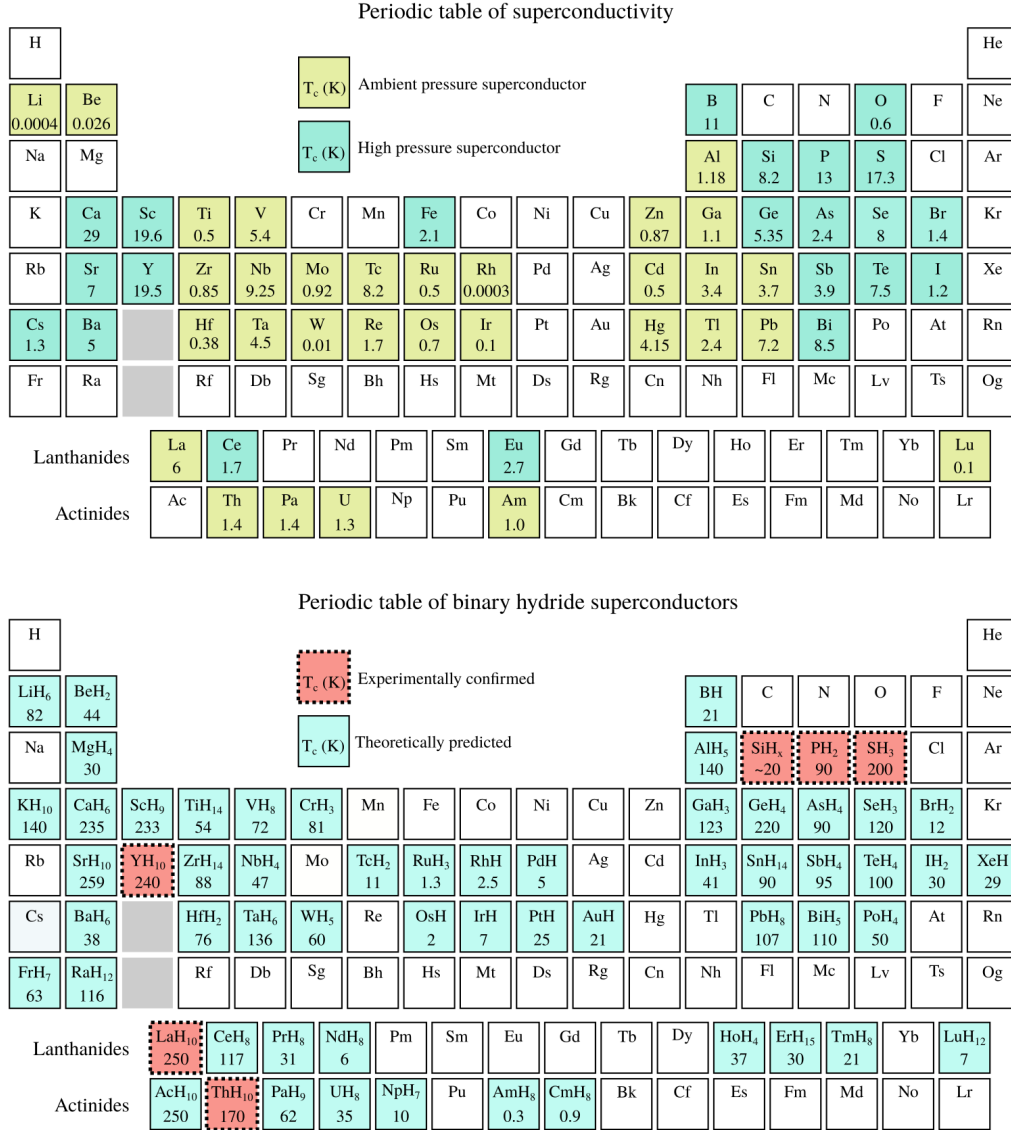 Periodic table of superconductivity
H He
T_c (K) Ambient pressure superconductor
Li Be B C N O F Ne
0.0004 0.026 11 0.6
T_c (K) High pressure superconductor
Na Mg Al Si P S Cl Ar
1.18 8.2 13 17.3
K Ca Sc Ti V Cr Mn Fe Co Ni Cu Zn Ga Ge As Se Br Kr
29 19.6 0.5 5.4 2.1 0.87 1.1 5.35 2.4 8 1.4
Rb Sr Y Zr Nb Mo Tc Ru Rh Pd Ag Cd In Sn Sb Te I Xe
7 19.5 0.85 9.25 0.92 8.2 0.5 0.0003 0.5 3.4 3.7 3.9 7.5 1.2
Cs Ba Hf Ta W Re Os Ir Pt Au Hg Tl Pb Bi Po At Rn
1.3 5 0.38 4.5 0.01 1.7 0.7 0.1 4.15 2.4 7.2 8.5
Fr Ra Rf Db Sg Bh Hs Mt Ds Rg Cn Nh Fl Mc Lv Ts Og
Lanthanides La Ce Pr Nd Pm Sm Eu Gd Tb Dy Ho Er Tm Yb Lu
6 1.7 2.7 0.1
Actinides Ac Th Pa U Np Pu Am Cm Bk Cf Es Fm Md No Lr
1.4 1.4 1.3 1.0
Periodic table of binary hydride superconductors
H He
T_c (K) Experimentally confirmed
LiH₆ BeH₂ BH C N O F Ne
82 44 21
T_c (K) Theoretically predicted
Na MgH₄ AlH₅ SiHₓ PH₂ SH₃ Cl Ar
30 140 ~20 90 200
KH₁₀ CaH₆ ScH₉ TiH₁₄ VH₈ CrH₃ Mn Fe Co Ni Cu Zn GaH₃ GeH₄ AsH₄ SeH₃ BrH₂ Kr
140 235 233 54 72 81 123 220 90 120 12
Rb SrH₁₀ YH₁₀ ZrH₁₄ NbH₄ Mo TcH₂ RuH₃ RhH PdH Ag Cd InH₃ SnH₁₄ SbH₄ TeH₄ IH₂ XeH
259 240 88 47 11 1.3 2.5 5 41 90 95 100 30 29
Cs BaH₆ HfH₂ TaH₆ WH₅ Re OsH IrH PtH AuH Hg Tl PbH₈ BiH₅ PoH₄ At Rn
38 76 136 60 2 7 25 21 107 110 50
FrH₇ RaH₁₂ Rf Db Sg Bh Hs Mt Ds Rg Cn Nh Fl Mc Lv Ts Og
63 116
Lanthanides LaH₁₀ CeH₈ PrH₈ NdH₈ Pm Sm Eu Gd Tb Dy HoH₄ ErH₁₅ TmH₈ Yb LuH₁₂
250 117 31 6 37 30 21 7
Actinides AcH₁₀ ThH₁₀ PaH₉ UH₈ NpH₇ Pu AmH₈ CmH₈ Bk Cf Es Fm Md No Lr
250 170 62 35 10 0.3 0.9